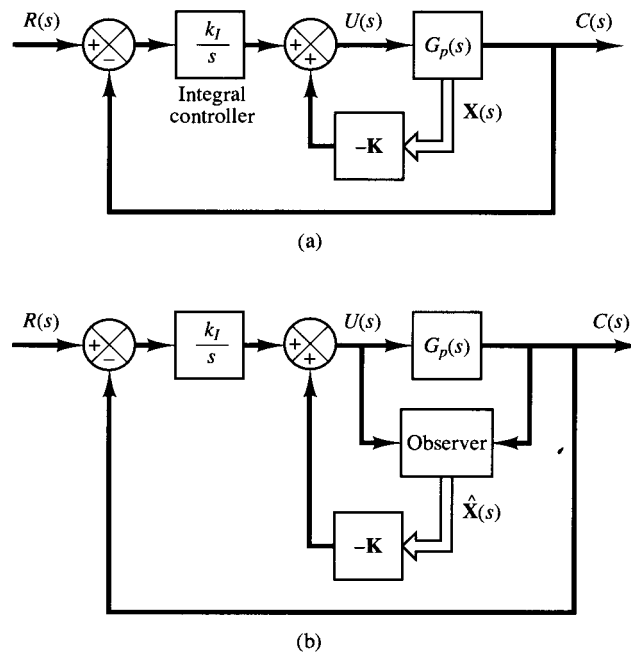 R(s)
U(s)
C(s)
+
−
k_I
s
+
+
G_p(s)
Integral
controller
X(s)
−K
(a)
R(s)
U(s)
C(s)
+
−
k_I
s
+
+
G_p(s)
Observer
X̂(s)
−K
(b)